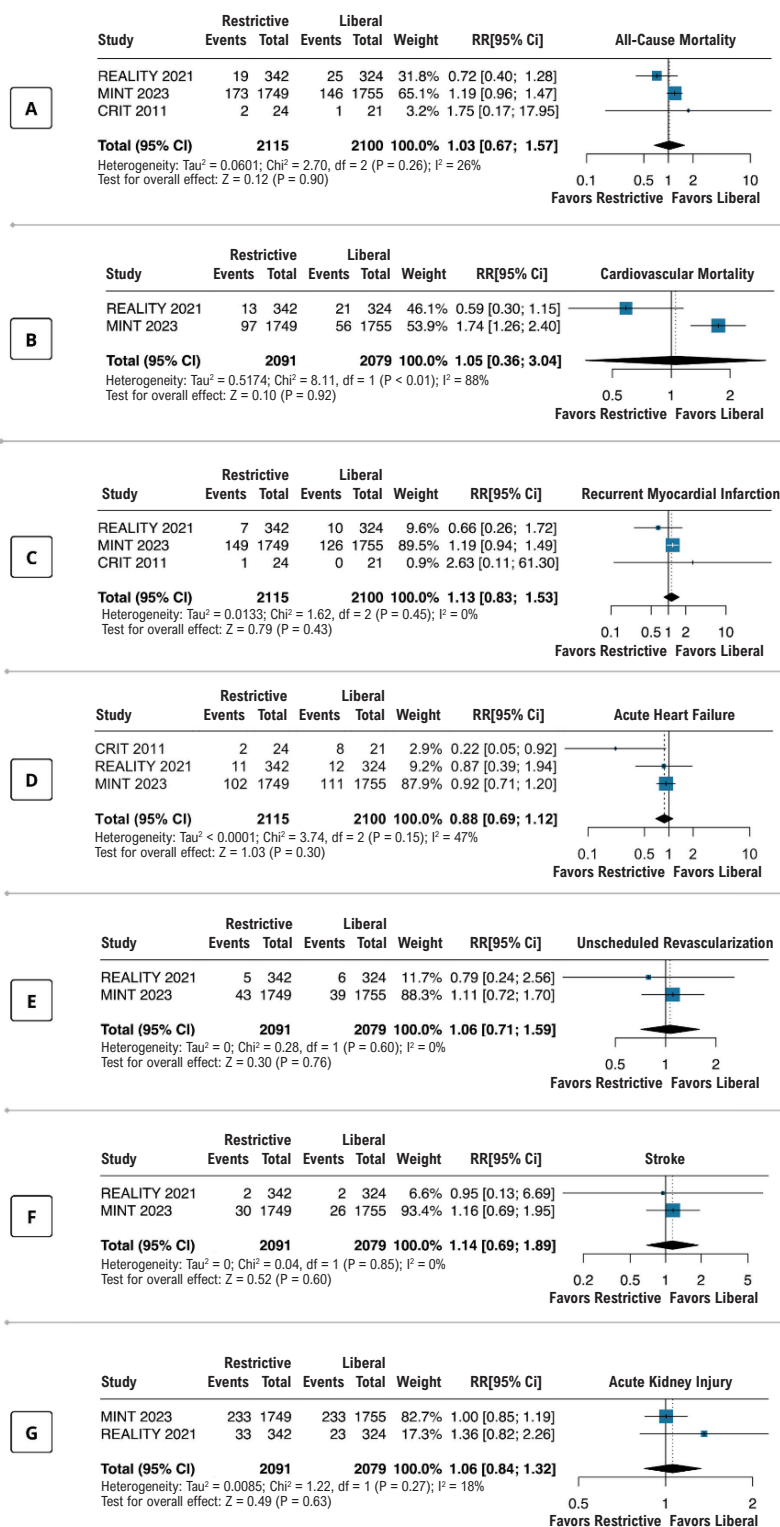 A
Restrictive Liberal
Study Events Total Events Total Weight RR[95% Ci] All-Cause Mortality
REALITY 2021 19 342 25 324 31.8% 0.72 [0.40; 1.28]
MINT 2023 173 1749 146 1755 65.1% 1.19 [0.96; 1.47]
CRIT 2011 2 24 1 21 3.2% 1.75 [0.17; 17.95]
Total (95% CI) 2115 2100 100.0% 1.03 [0.67; 1.57]
Heterogeneity: Tau² = 0.0601; Chi² = 2.70, df = 2 (P = 0.26); I² = 26%
Test for overall effect: Z = 0.12 (P = 0.90)
0.1 0.5 1 2 10
Favors Restrictive Favors Liberal
B
Restrictive Liberal
Study Events Total Events Total Weight RR[95% Ci] Cardiovascular Mortality
REALITY 2021 13 342 21 324 46.1% 0.59 [0.30; 1.15]
MINT 2023 97 1749 56 1755 53.9% 1.74 [1.26; 2.40]
Total (95% CI) 2091 2079 100.0% 1.05 [0.36; 3.04]
Heterogeneity: Tau² = 0.5174; Chi² = 8.11, df = 1 (P < 0.01); I² = 88%
Test for overall effect: Z = 0.10 (P = 0.92)
0.5 1 2
Favors Restrictive Favors Liberal
C
Restrictive Liberal
Study Events Total Events Total Weight RR[95% Ci] Recurrent Myocardial Infarction
REALITY 2021 7 342 10 324 9.6% 0.66 [0.26; 1.72]
MINT 2023 149 1749 126 1755 89.5% 1.19 [0.94; 1.49]
CRIT 2011 1 24 0 21 0.9% 2.63 [0.11; 61.30]
Total (95% CI) 2115 2100 100.0% 1.13 [0.83; 1.53]
Heterogeneity: Tau² = 0.0133; Chi² = 1.62, df = 2 (P = 0.45); I² = 0%
Test for overall effect: Z = 0.79 (P = 0.43)
0.1 0.5 1 2 10
Favors Restrictive Favors Liberal
D
Restrictive Liberal
Study Events Total Events Total Weight RR[95% Ci] Acute Heart Failure
CRIT 2011 2 24 8 21 2.9% 0.22 [0.05; 0.92]
REALITY 2021 11 342 12 324 9.2% 0.87 [0.39; 1.94]
MINT 2023 102 1749 111 1755 87.9% 0.92 [0.71; 1.20]
Total (95% CI) 2115 2100 100.0% 0.88 [0.69; 1.12]
Heterogeneity: Tau² < 0.0001; Chi² = 3.74, df = 2 (P = 0.15); I² = 47%
Test for overall effect: Z = 1.03 (P = 0.30)
0.1 0.5 1 2 10
Favors Restrictive Favors Liberal
E
Restrictive Liberal
Study Events Total Events Total Weight RR[95% Ci] Unscheduled Revascularization
REALITY 2021 5 342 6 324 11.7% 0.79 [0.24; 2.56]
MINT 2023 43 1749 39 1755 88.3% 1.11 [0.72; 1.70]
Total (95% CI) 2091 2079 100.0% 1.06 [0.71; 1.59]
Heterogeneity: Tau² = 0; Chi² = 0.28, df = 1 (P = 0.60); I² = 0%
Test for overall effect: Z = 0.30 (P = 0.76)
0.5 1 2
Favors Restrictive Favors Liberal
F
Restrictive Liberal
Study Events Total Events Total Weight RR[95% Ci] Stroke
REALITY 2021 2 342 2 324 6.6% 0.95 [0.13; 6.69]
MINT 2023 30 1749 26 1755 93.4% 1.16 [0.69; 1.95]
Total (95% CI) 2091 2079 100.0% 1.14 [0.69; 1.89]
Heterogeneity: Tau² = 0; Chi² = 0.04, df = 1 (P = 0.85); I² = 0%
Test for overall effect: Z = 0.52 (P = 0.60)
0.2 0.5 1 2 5
Favors Restrictive Favors Liberal
G
Restrictive Liberal
Study Events Total Events Total Weight RR[95% Ci] Acute Kidney Injury
MINT 2023 233 1749 233 1755 82.7% 1.00 [0.85; 1.19]
REALITY 2021 33 342 23 324 17.3% 1.36 [0.82; 2.26]
Total (95% CI) 2091 2079 100.0% 1.06 [0.84; 1.32]
Heterogeneity: Tau² = 0.0085; Chi² = 1.22, df = 1 (P = 0.27); I² = 18%
Test for overall effect: Z = 0.49 (P = 0.63)
0.5 1 2
Favors Restrictive Favors Liberal